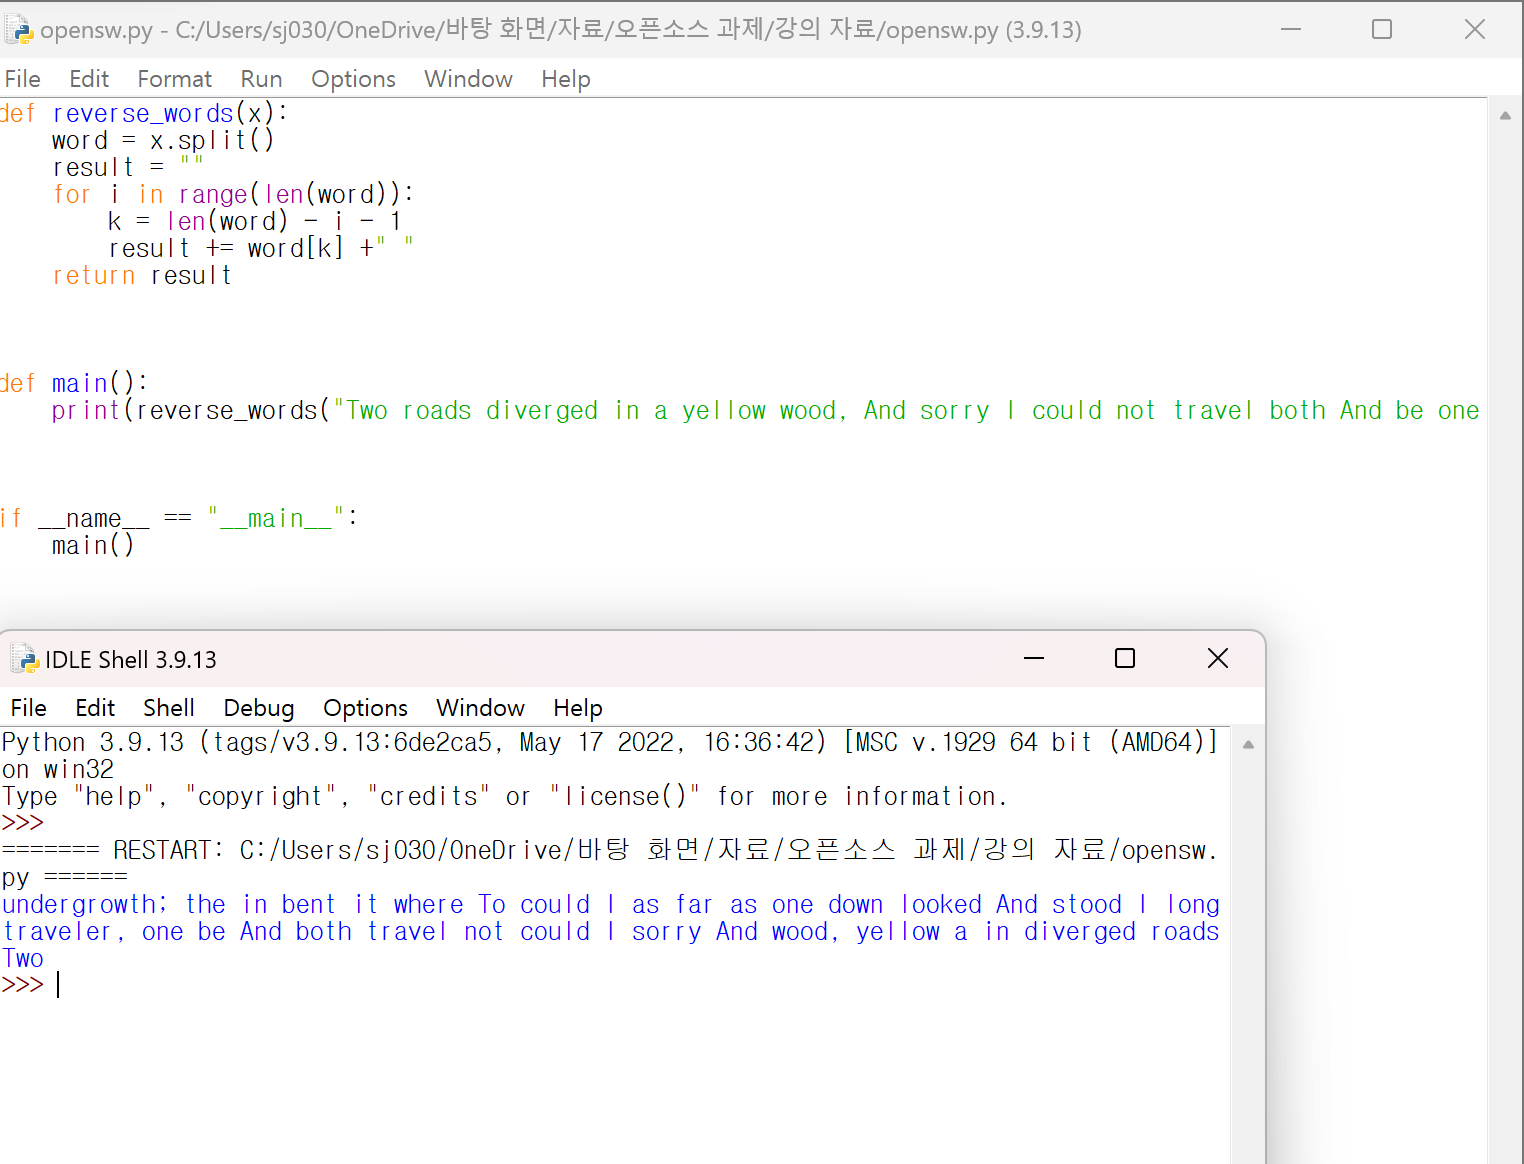 opensw.py - C:/Users/sj030/OneDrive/바탕 화면/자료/오픈소스 과제/강의 자료/opensw.py (3.9.13)
File Edit Format Run Options Window Help
def reverse_words(x):
    word = x.split()
    result = ""
    for i in range(len(word)):
        k = len(word) - i - 1
        result += word[k] +" "
    return result
def main():
    print(reverse_words("Two roads diverged in a yellow wood, And sorry I could not travel both And be one
if __name__ == "__main__":
    main()
IDLE Shell 3.9.13
File Edit Shell Debug Options Window Help
Python 3.9.13 (tags/v3.9.13:6de2ca5, May 17 2022, 16:36:42) [MSC v.1929 64 bit (AMD64)]
on win32
Type "help", "copyright", "credits" or "license()" for more information.
>>>
======= RESTART: C:/Users/sj030/OneDrive/바탕 화면/자료/오픈소스 과제/강의 자료/opensw.
py ======
undergrowth; the in bent it where To could I as far as one down looked And stood I long
traveler, one be And both travel not could I sorry And wood, yellow a in diverged roads
Two
>>>